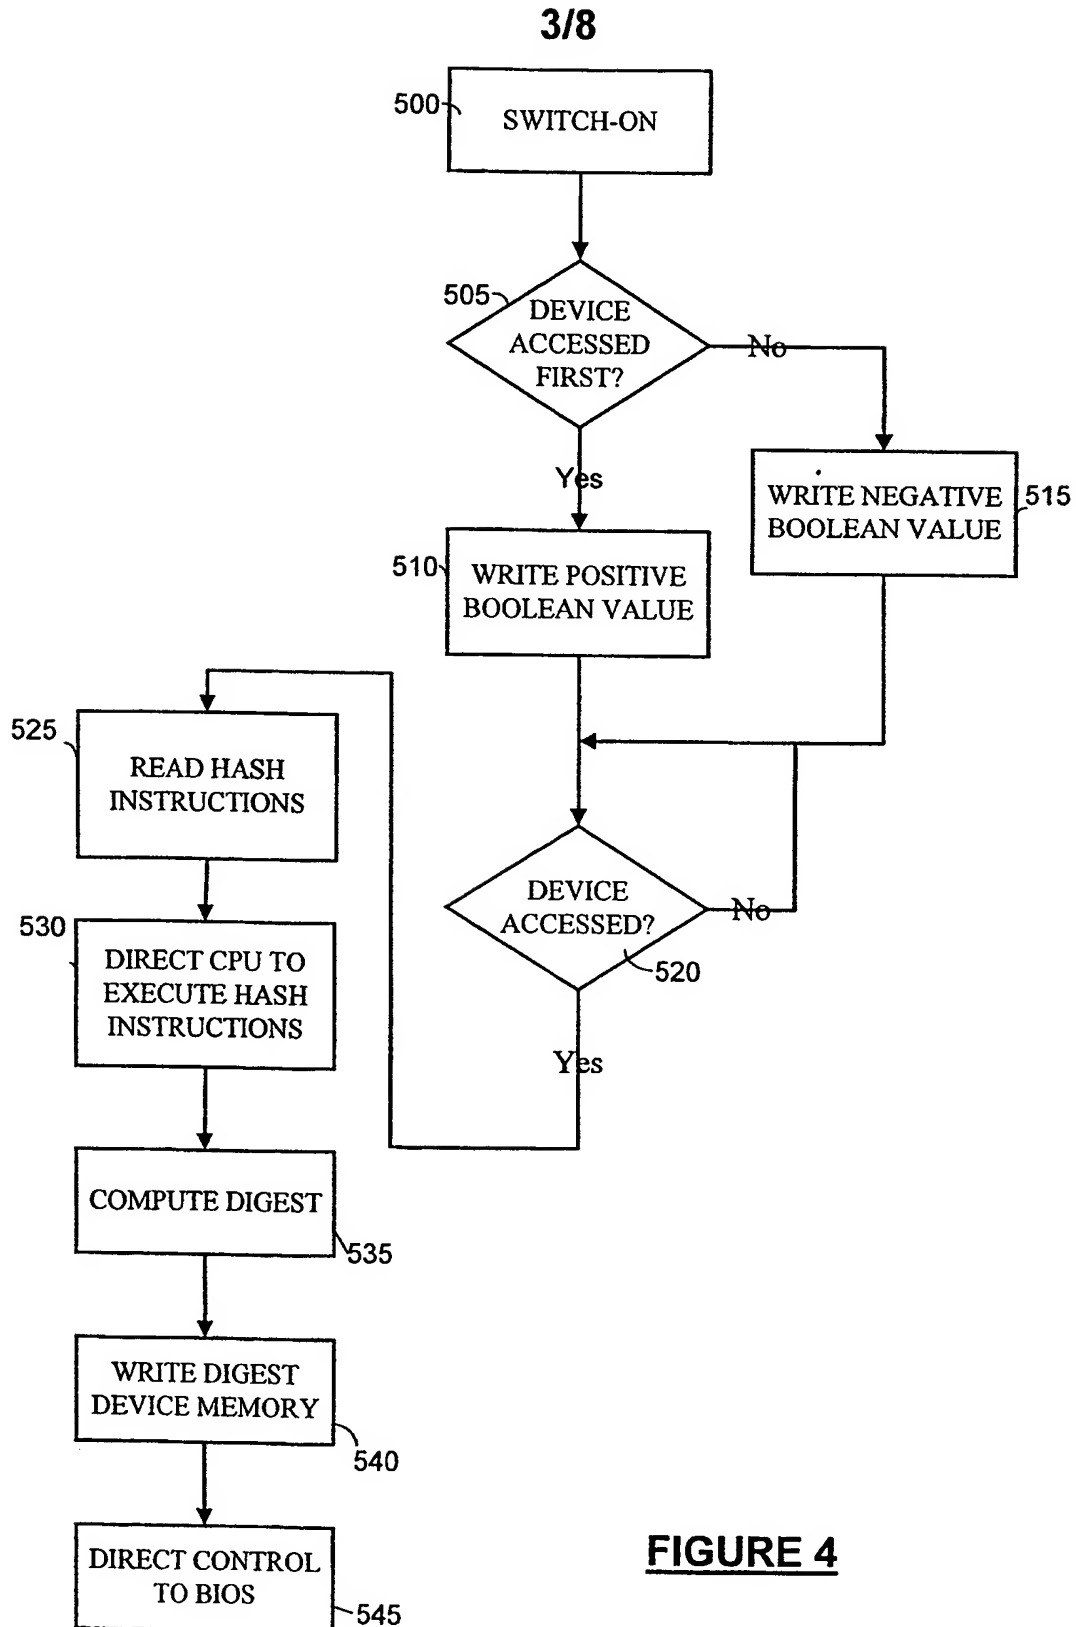 3/8
500
SWITCH-ON
505
DEVICE
ACCESSED
FIRST?
No
Yes
WRITE NEGATIVE
BOOLEAN VALUE
515
510
WRITE POSITIVE
BOOLEAN VALUE
525
READ HASH
INSTRUCTIONS
DEVICE
ACCESSED?
No
520
530
DIRECT CPU TO
EXECUTE HASH
INSTRUCTIONS
Yes
COMPUTE DIGEST
535
WRITE DIGEST
DEVICE MEMORY
540
DIRECT CONTROL
TO BIOS
545
FIGURE 4